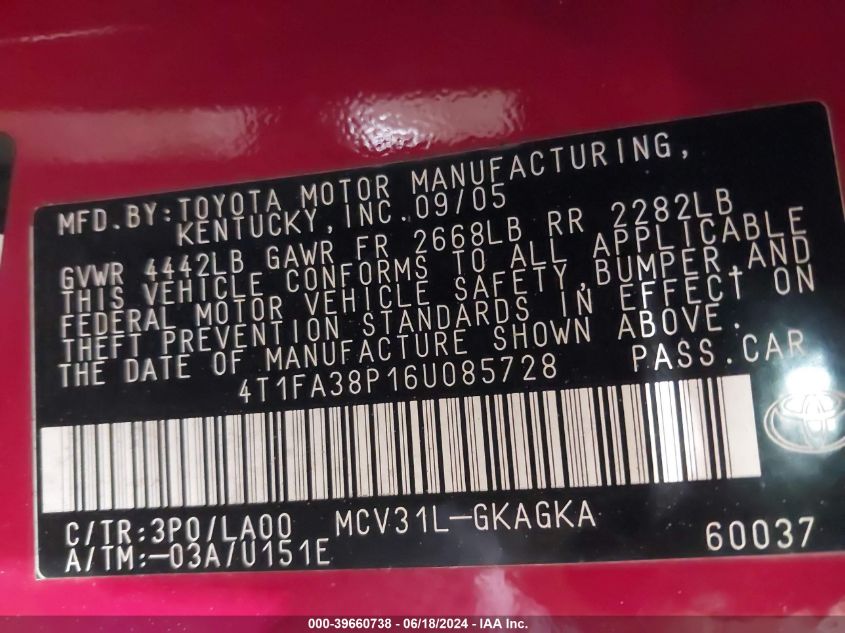 MFD.BY:TOYOTA MOTOR MANUFACTURING,
KENTUCKY,INC.09/05
GVWR 4442LB GAWR FR 2668LB RR 2282LB
THIS VEHICLE CONFORMS TO ALL APPLICABLE
FEDERAL MOTOR VEHICLE SAFETY,BUMPER,AND
THEFT PREVENTION STANDARDS IN EFFECT ON
THE DATE OF MANUFACTURE SHOWN ABOVE.
4T1FA38P16U085728 PASS.CAR
C/TR:3P0/LA00 MCV31L-GKAGKA
A/TM:-03A/U151E 60037
000-39660738 - 06/18/2024 - IAA Inc.